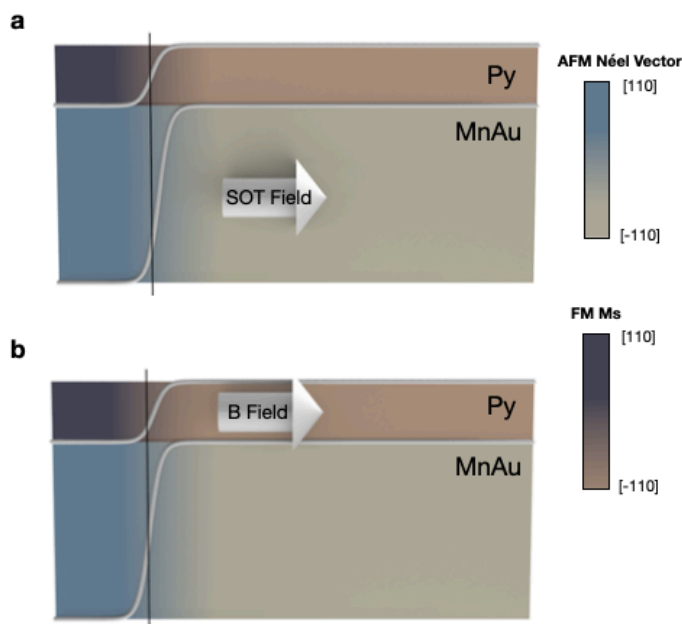 a
Py
MnAu
SOT Field
AFM Néel Vector
[110]
[-110]
FM Ms
[110]
[-110]
b
B Field
Py
MnAu